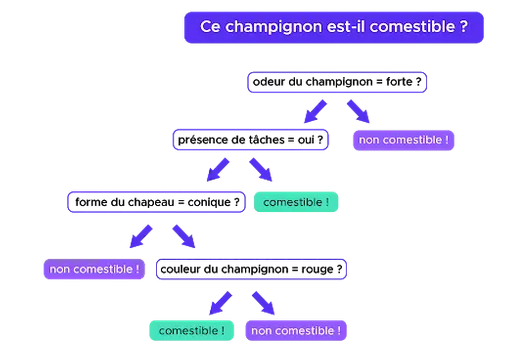 Ce champignon est-il comestible ?
odeur du champignon = forte ?
présence de tâches = oui ?
non comestible !
forme du chapeau = conique ?
comestible !
non comestible !
couleur du champignon = rouge ?
comestible !
non comestible !